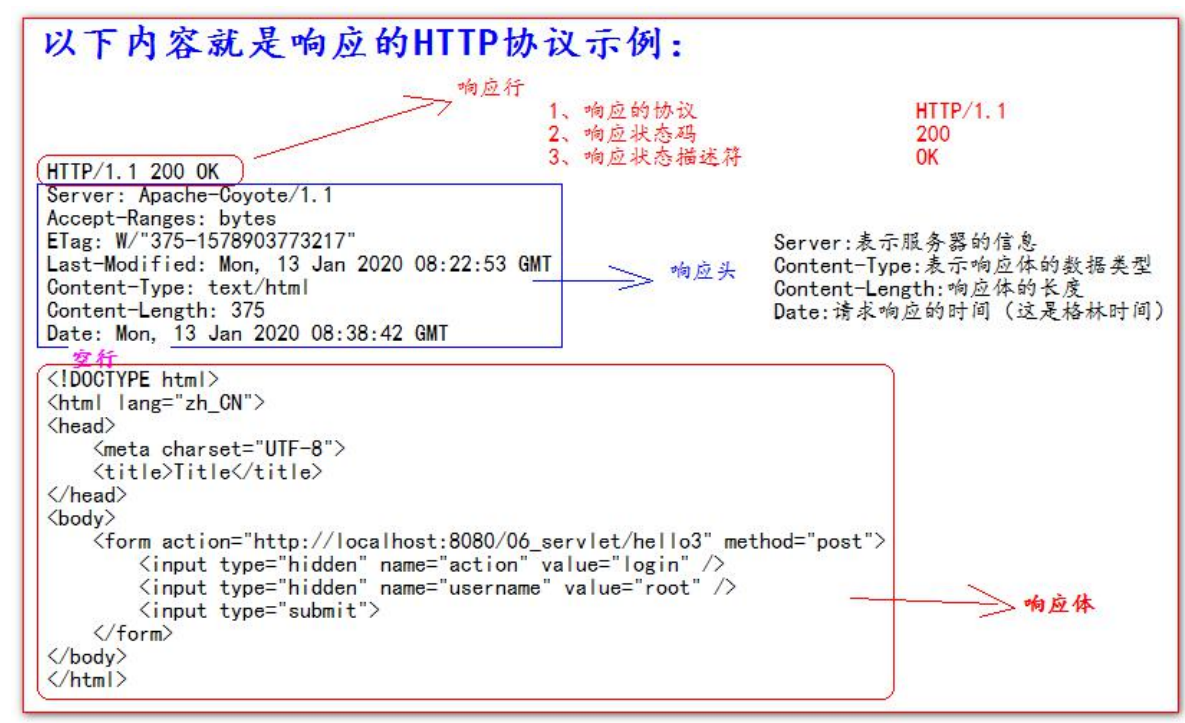 以下内容就是响应的HTTP协议示例：
响应行
1、响应的协议 HTTP/1.1
2、响应状态码 200
3、响应状态描述符 OK
HTTP/1.1 200 OK
Server: Apache-Coyote/1.1
Accept-Ranges: bytes
ETag: W/"375-1578903773217"
Last-Modified: Mon, 13 Jan 2020 08:22:53 GMT
Content-Type: text/html
Content-Length: 375
Date: Mon, 13 Jan 2020 08:38:42 GMT
响应头
Server:表示服务器的信息
Content-Type:表示响应体的数据类型
Content-Length:响应体的长度
Date:请求响应的时间（这是格林时间）
空行
<!DOCTYPE html>
<html lang="zh_CN">
<head>
    <meta charset="UTF-8">
    <title>Title</title>
</head>
<body>
    <form action="http://localhost:8080/06_servlet/hello3" method="post">
        <input type="hidden" name="action" value="login" />
        <input type="hidden" name="username" value="root" />
        <input type="submit">
    </form>
</body>
</html>
响应体